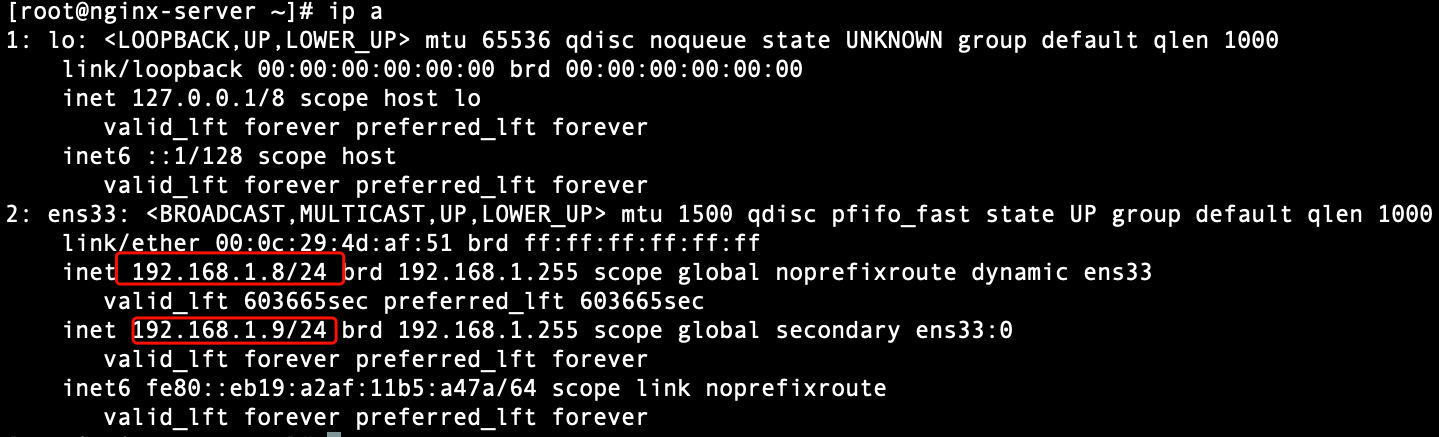 [root@nginx-server ~]# ip a
1: lo: <LOOPBACK,UP,LOWER_UP> mtu 65536 qdisc noqueue state UNKNOWN group default qlen 1000
    link/loopback 00:00:00:00:00:00 brd 00:00:00:00:00:00
    inet 127.0.0.1/8 scope host lo
       valid_lft forever preferred_lft forever
    inet6 ::1/128 scope host
       valid_lft forever preferred_lft forever
2: ens33: <BROADCAST,MULTICAST,UP,LOWER_UP> mtu 1500 qdisc pfifo_fast state UP group default qlen 1000
    link/ether 00:0c:29:4d:af:51 brd ff:ff:ff:ff:ff:ff
    inet 192.168.1.8/24 brd 192.168.1.255 scope global noprefixroute dynamic ens33
       valid_lft 603665sec preferred_lft 603665sec
    inet 192.168.1.9/24 brd 192.168.1.255 scope global secondary ens33:0
       valid_lft forever preferred_lft forever
    inet6 fe80::eb19:a2af:11b5:a47a/64 scope link noprefixroute
       valid_lft forever preferred_lft forever